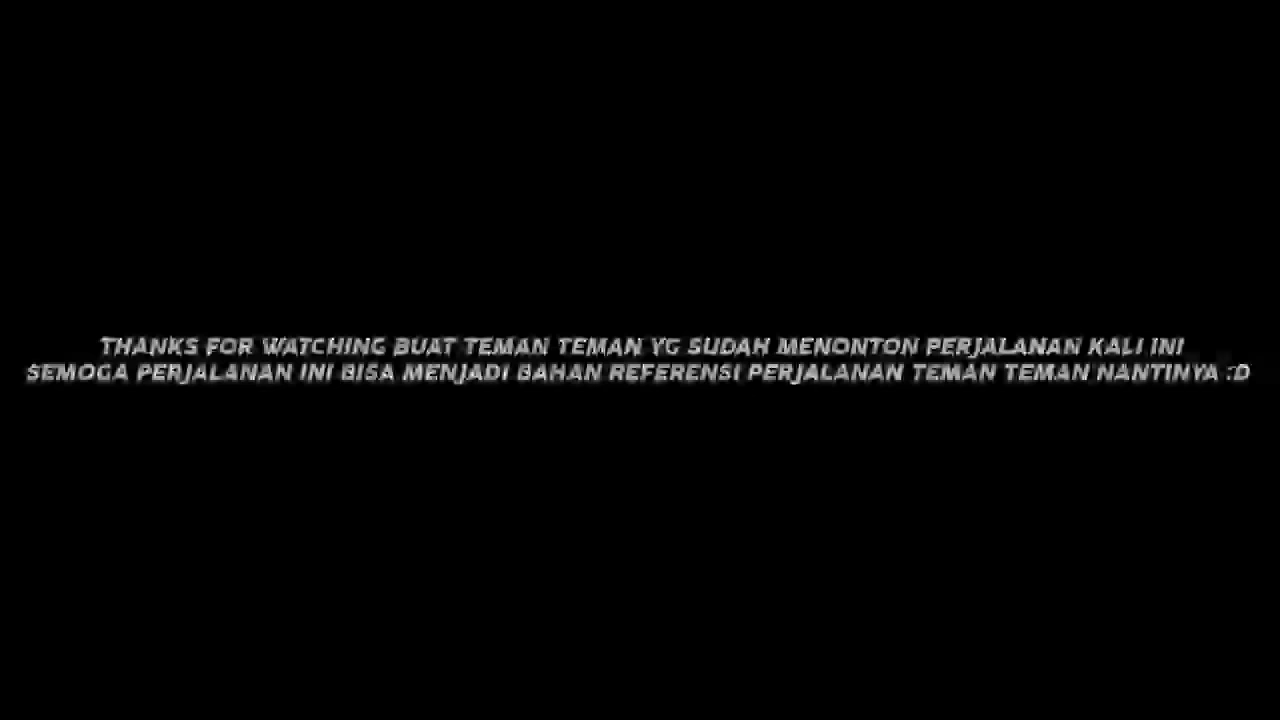 THANKS FOR WATCHING BUAT TEMAN TEMAN YG SUDAH MENONTON PERJALANAN KALI INI
SEMOGA PERJALANAN INI BISA MENJADI BAHAN REFERENSI PERJALANAN TEMAN TEMAN NANTINYA :D